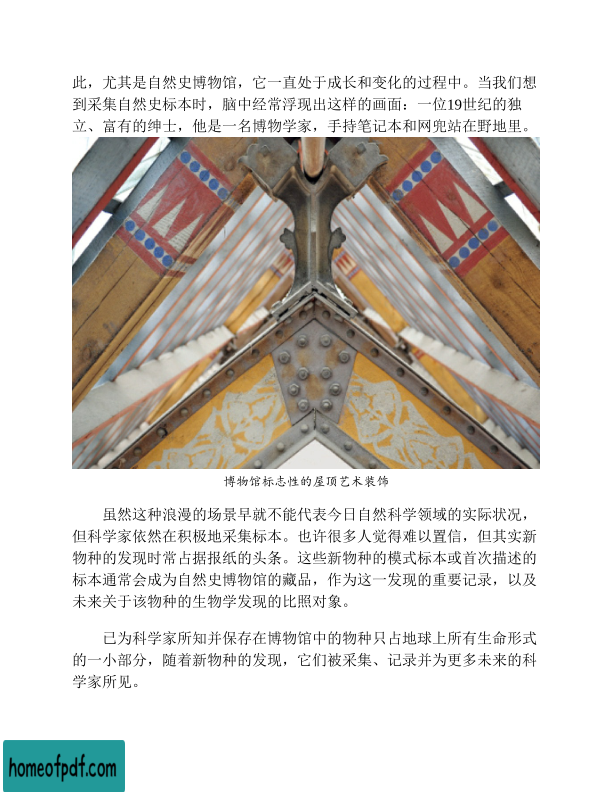 此，尤其是自然史博物馆，它一直处于成长和变化的过程中。当我们想
到采集自然史标本时，脑中经常浮现出这样的画面：一位19世纪的独
立、富有的绅士，他是一名博物学家，手持笔记本和网兜站在野地里。
博物馆标志性的屋顶艺术装饰
虽然这种浪漫的场景早就不能代表今日自然科学领域的实际状况，
但科学家依然在积极地采集标本。也许很多人觉得难以置信，但其实新
物种的发现时常占据报纸的头条。这些新物种的模式标本或首次描述的
标本通常会成为自然史博物馆的藏品，作为这一发现的重要记录，以及
未来关于该物种的生物学发现的比照对象。
已为科学家所知并保存在博物馆中的物种只占地球上所有生命形式
的一小部分，随着新物种的发现，它们被采集、记录并为更多未来的科
学家所见。
homeofpdf.com